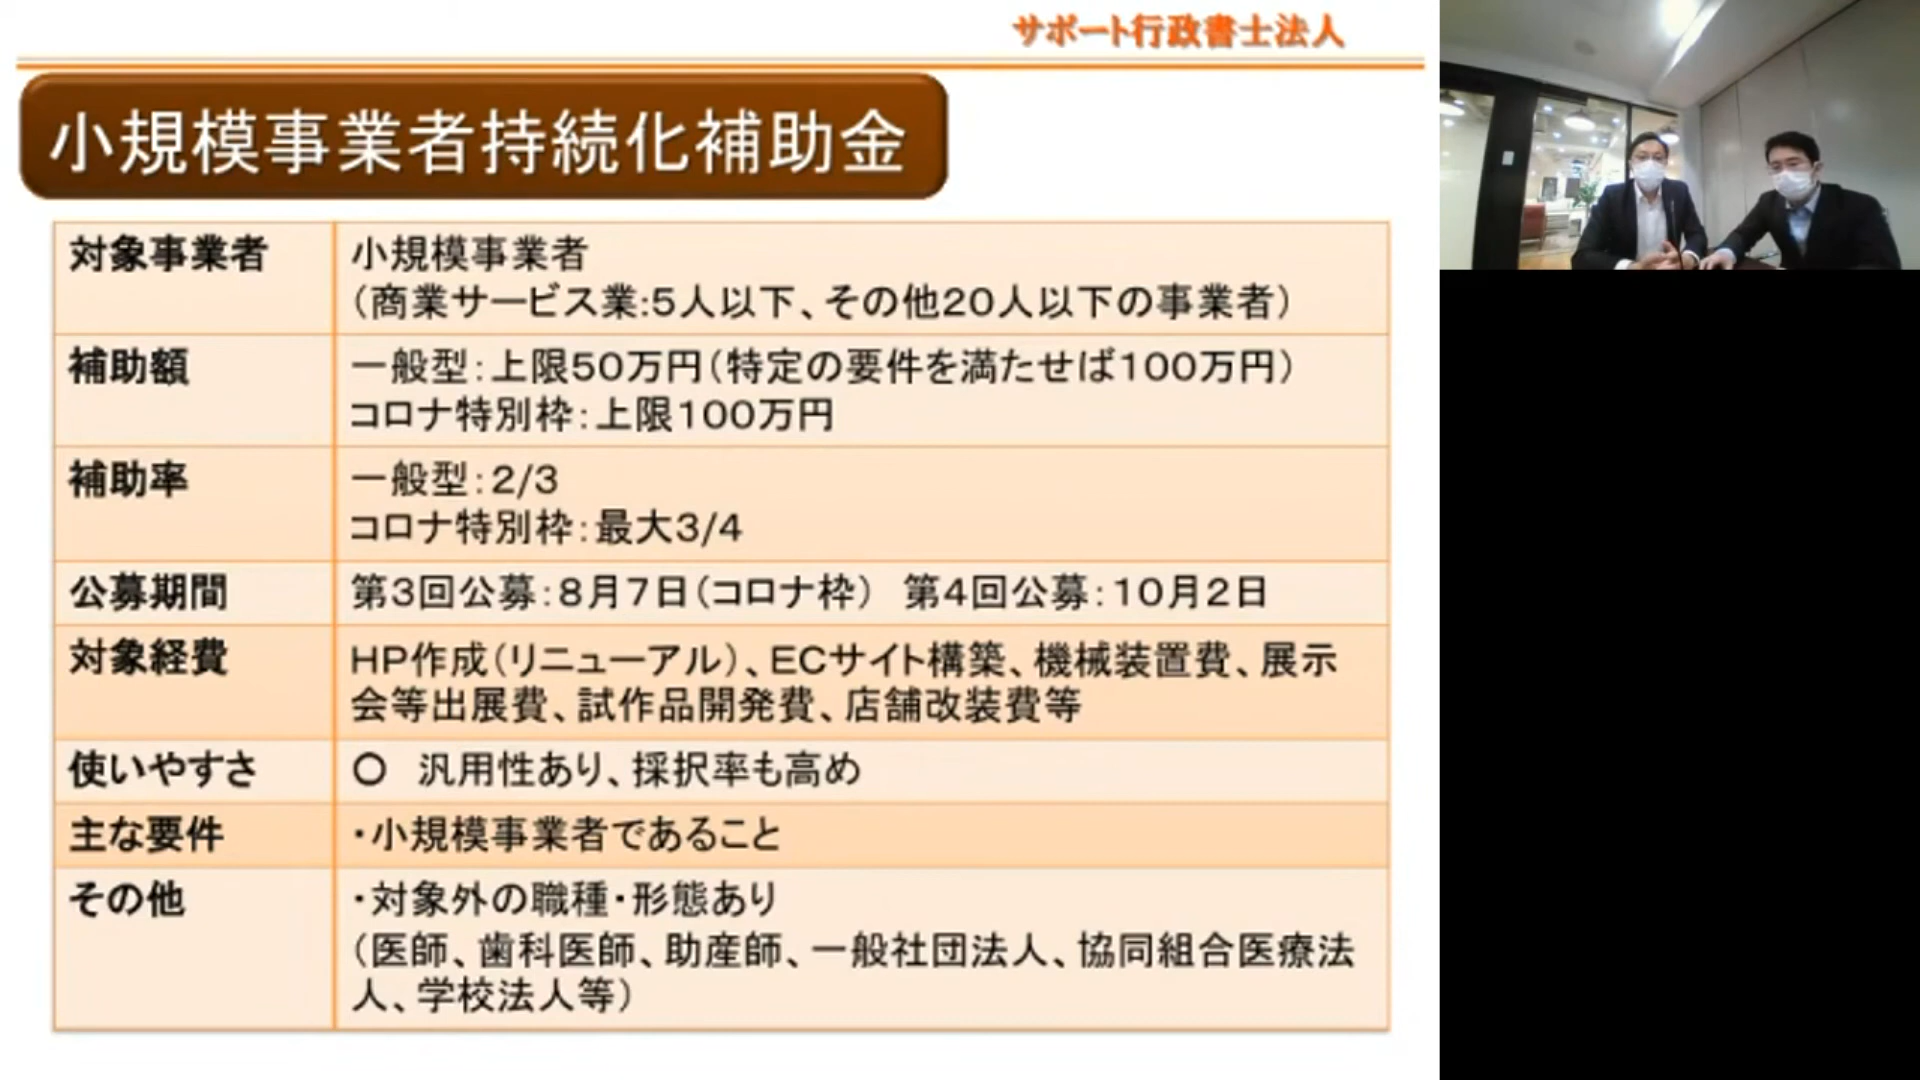 サポート行政書士法人
小規模事業者持続化補助金
対象事業者
小規模事業者
（商業サービス業:5人以下、その他20人以下の事業者）
補助額
一般型：上限50万円（特定の要件を満たせば100万円）
コロナ特別枠：上限100万円
補助率
一般型：2/3
コロナ特別枠：最大3/4
公募期間
第3回公募：8月7日（コロナ枠）　第4回公募：10月2日
対象経費
HP作成（リニューアル）、ECサイト構築、機械装置費、展示
会等出展費、試作品開発費、店舗改装費等
使いやすさ
〇　汎用性あり、採択率も高め
主な要件
・小規模事業者であること
その他
・対象外の職種・形態あり
（医師、歯科医師、助産師、一般社団法人、協同組合医療法
人、学校法人等）